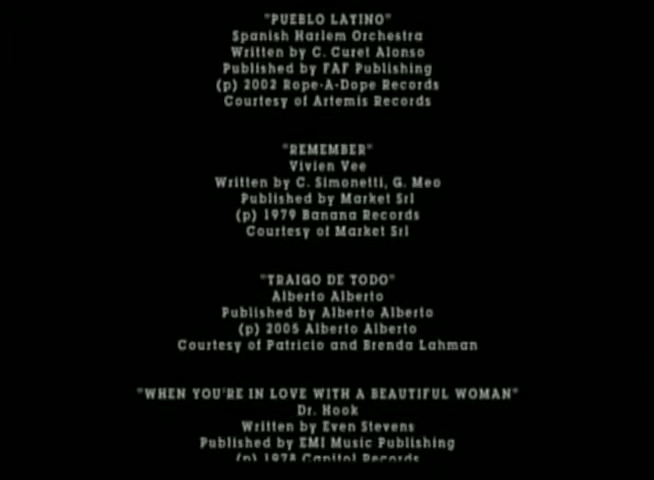 "PUEBLO LATINO"
Spanish Harlem Orchestra
Written by C. Curet Alonso
Published by FAF Publishing
(p) 2002 Rope-A-Dope Records
Courtesy of Artemis Records
"REMEMBER"
Vivien Vee
Written by C. Simonetti, G. Meo
Published by Market Srl
(p) 1979 Banana Records
Courtesy of Market Srl
"TRAIGO DE TODO"
Alberto Alberto
Published by Alberto Alberto
(p) 2005 Alberto Alberto
Courtesy of Patricio and Brenda Lahman
"WHEN YOU'RE IN LOVE WITH A BEAUTIFUL WOMAN"
Dr. Hook
Written by Even Stevens
Published by EMI Music Publishing
(p) 1978 Capitol Records